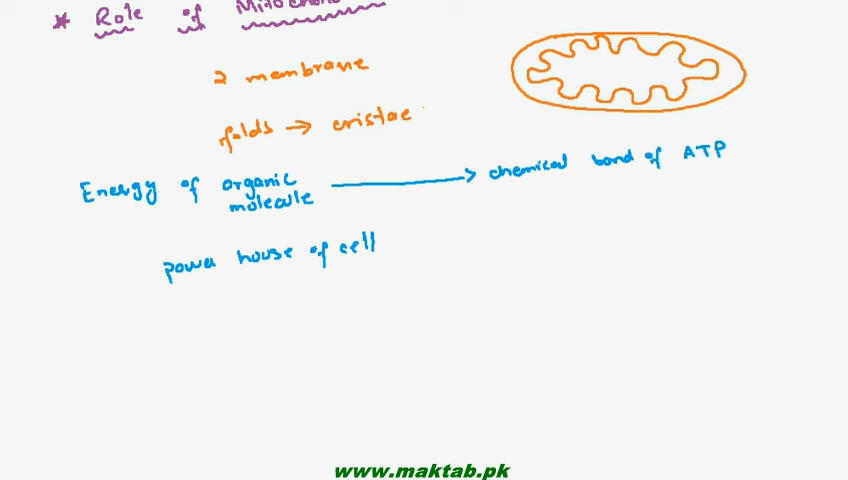 * Role of
2 membrane
folds → cristae
Energy of organic molecule → chemical bond of ATP
power house of cell
www.maktab.pk